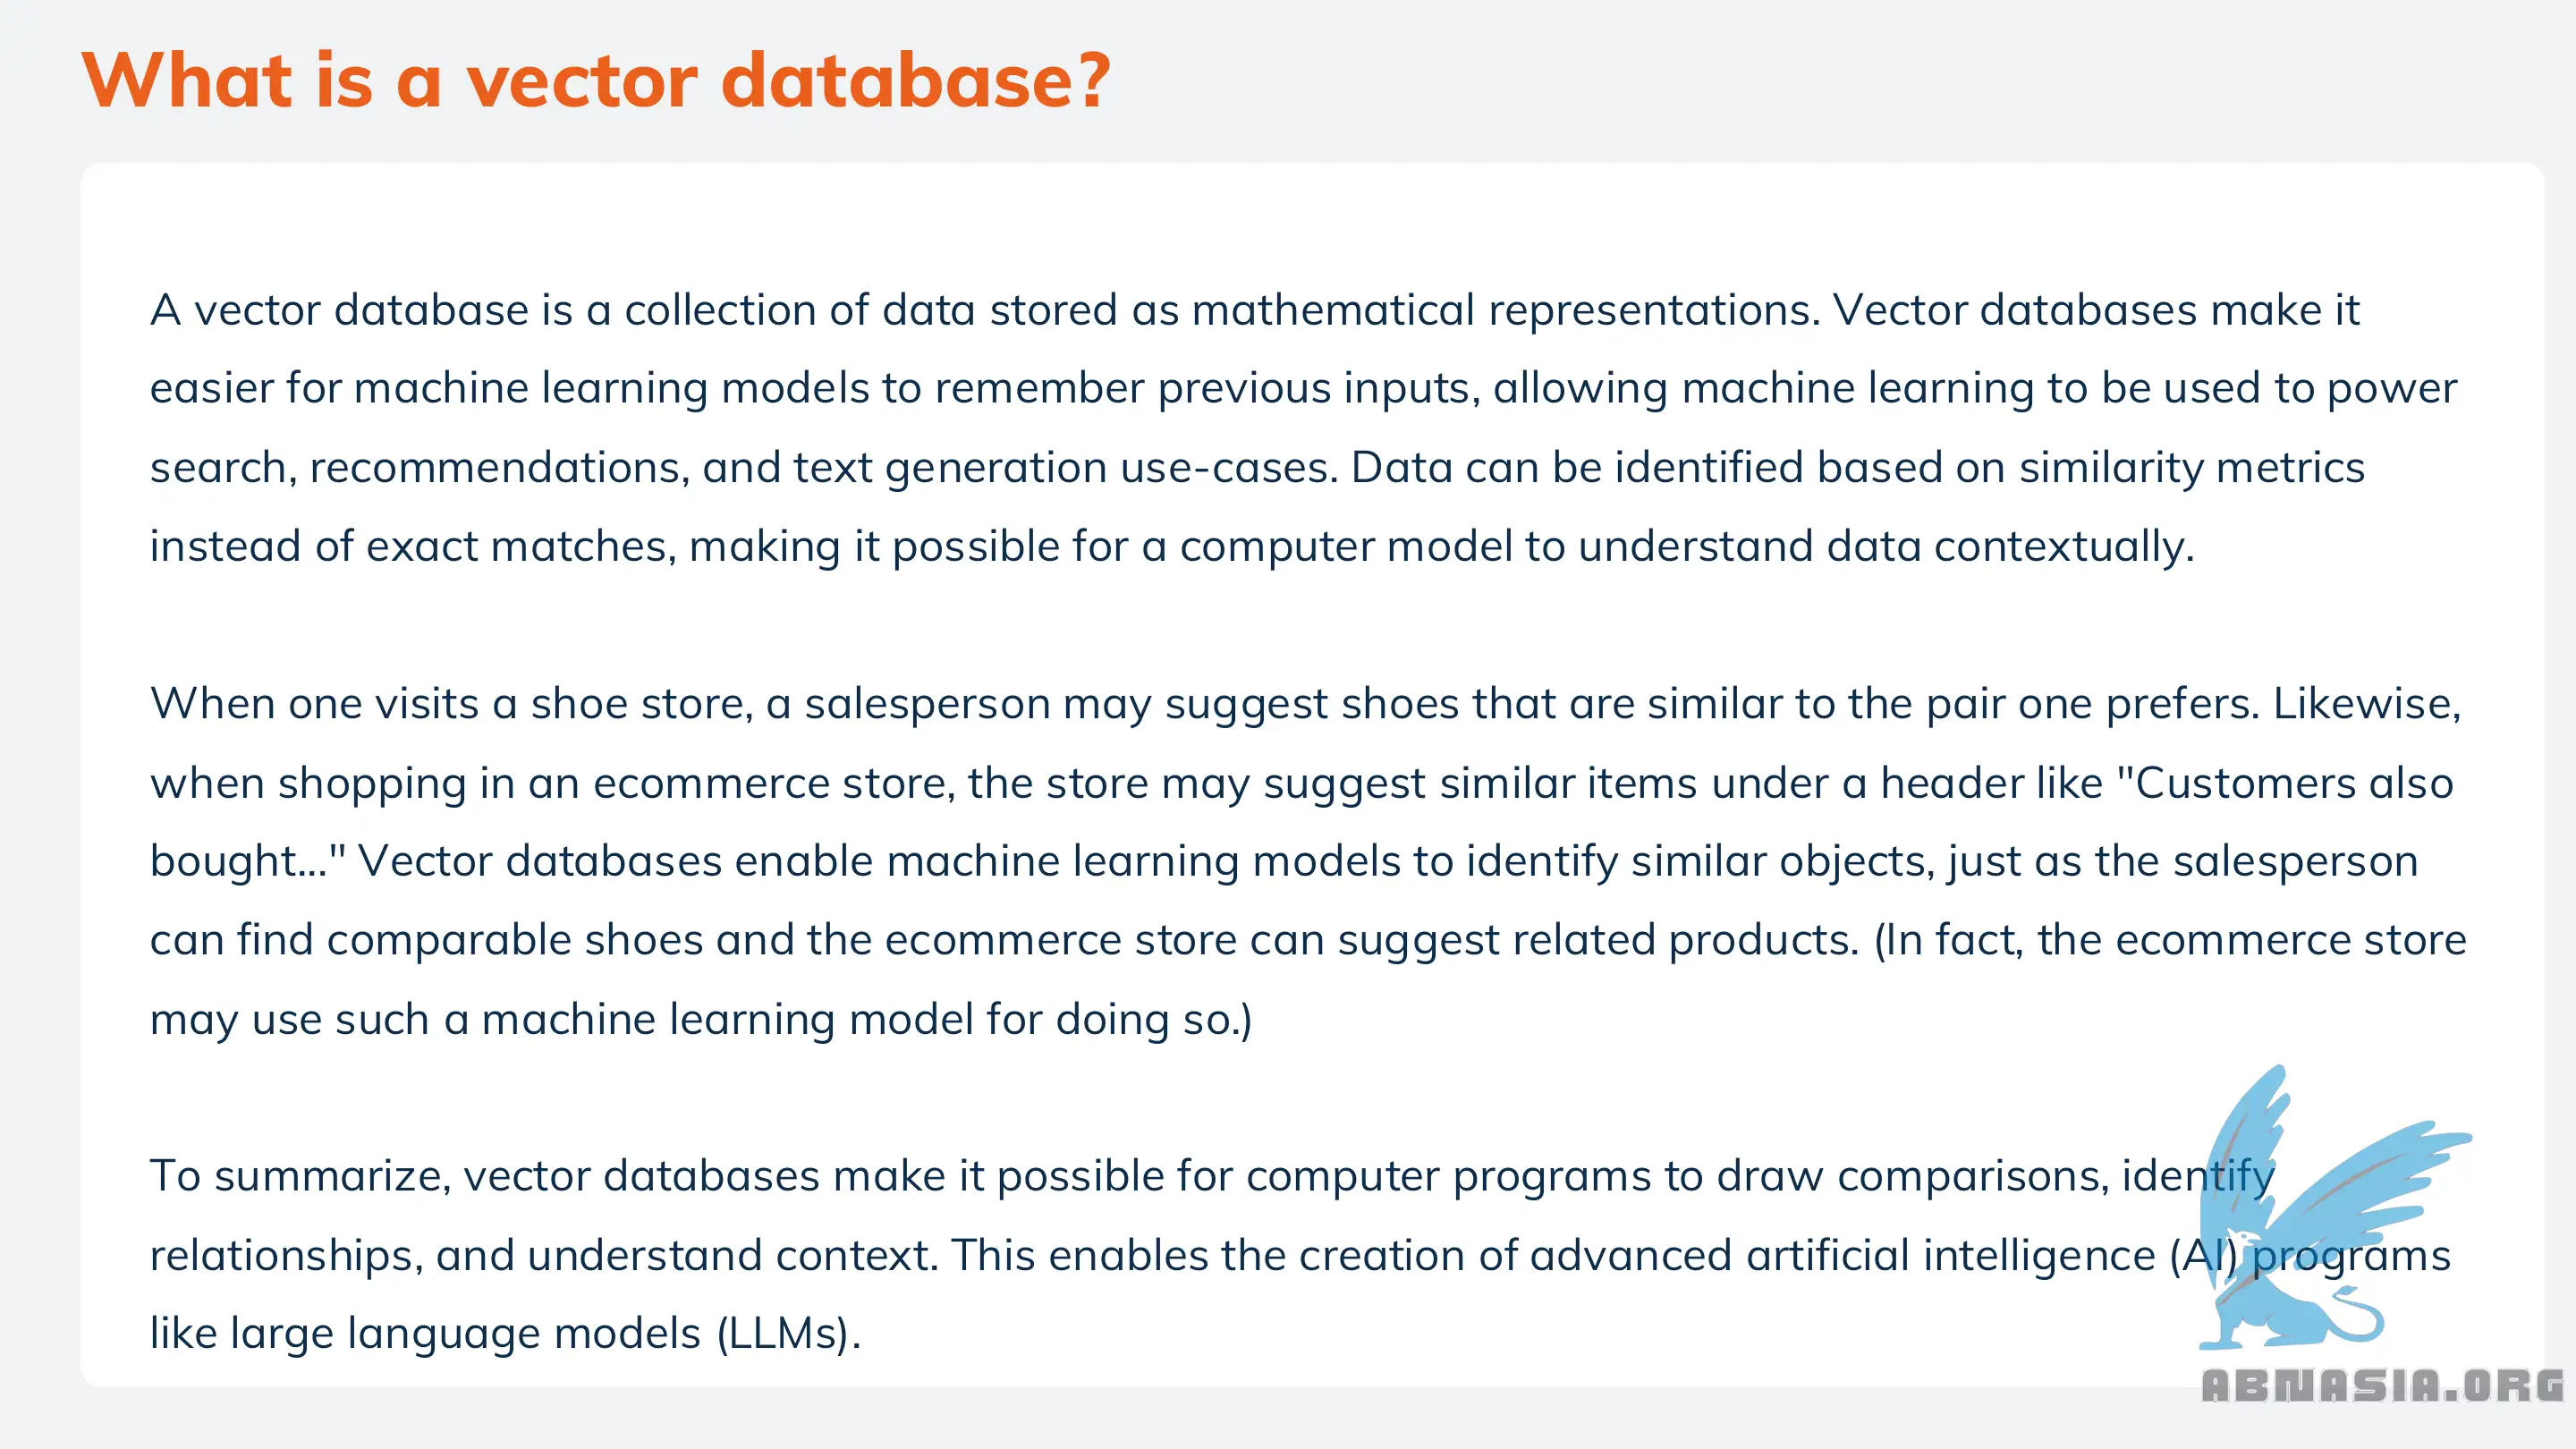 What is a vector database?
A vector database is a collection of data stored as mathematical representations. Vector databases make it
easier for machine learning models to remember previous inputs, allowing machine learning to be used to power
search, recommendations, and text generation use-cases. Data can be identified based on similarity metrics
instead of exact matches, making it possible for a computer model to understand data contextually.
When one visits a shoe store, a salesperson may suggest shoes that are similar to the pair one prefers. Likewise,
when shopping in an ecommerce store, the store may suggest similar items under a header like "Customers also
bought..." Vector databases enable machine learning models to identify similar objects, just as the salesperson
can find comparable shoes and the ecommerce store can suggest related products. (In fact, the ecommerce store
may use such a machine learning model for doing so.)
To summarize, vector databases make it possible for computer programs to draw comparisons, identify
relationships, and understand context. This enables the creation of advanced artificial intelligence (AI) programs
like large language models (LLMs).
ABNASIA.ORG